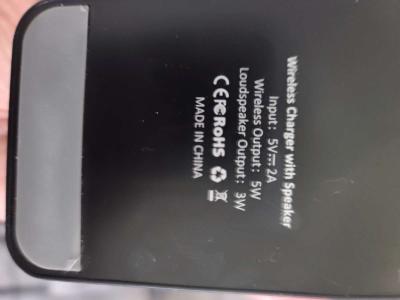 Wireless Charger with Speaker
Input: 5V⎓2A
Wireless Output: 5W
Loudspeaker Output: 3W
CE FC RoHS
MADE IN CHINA